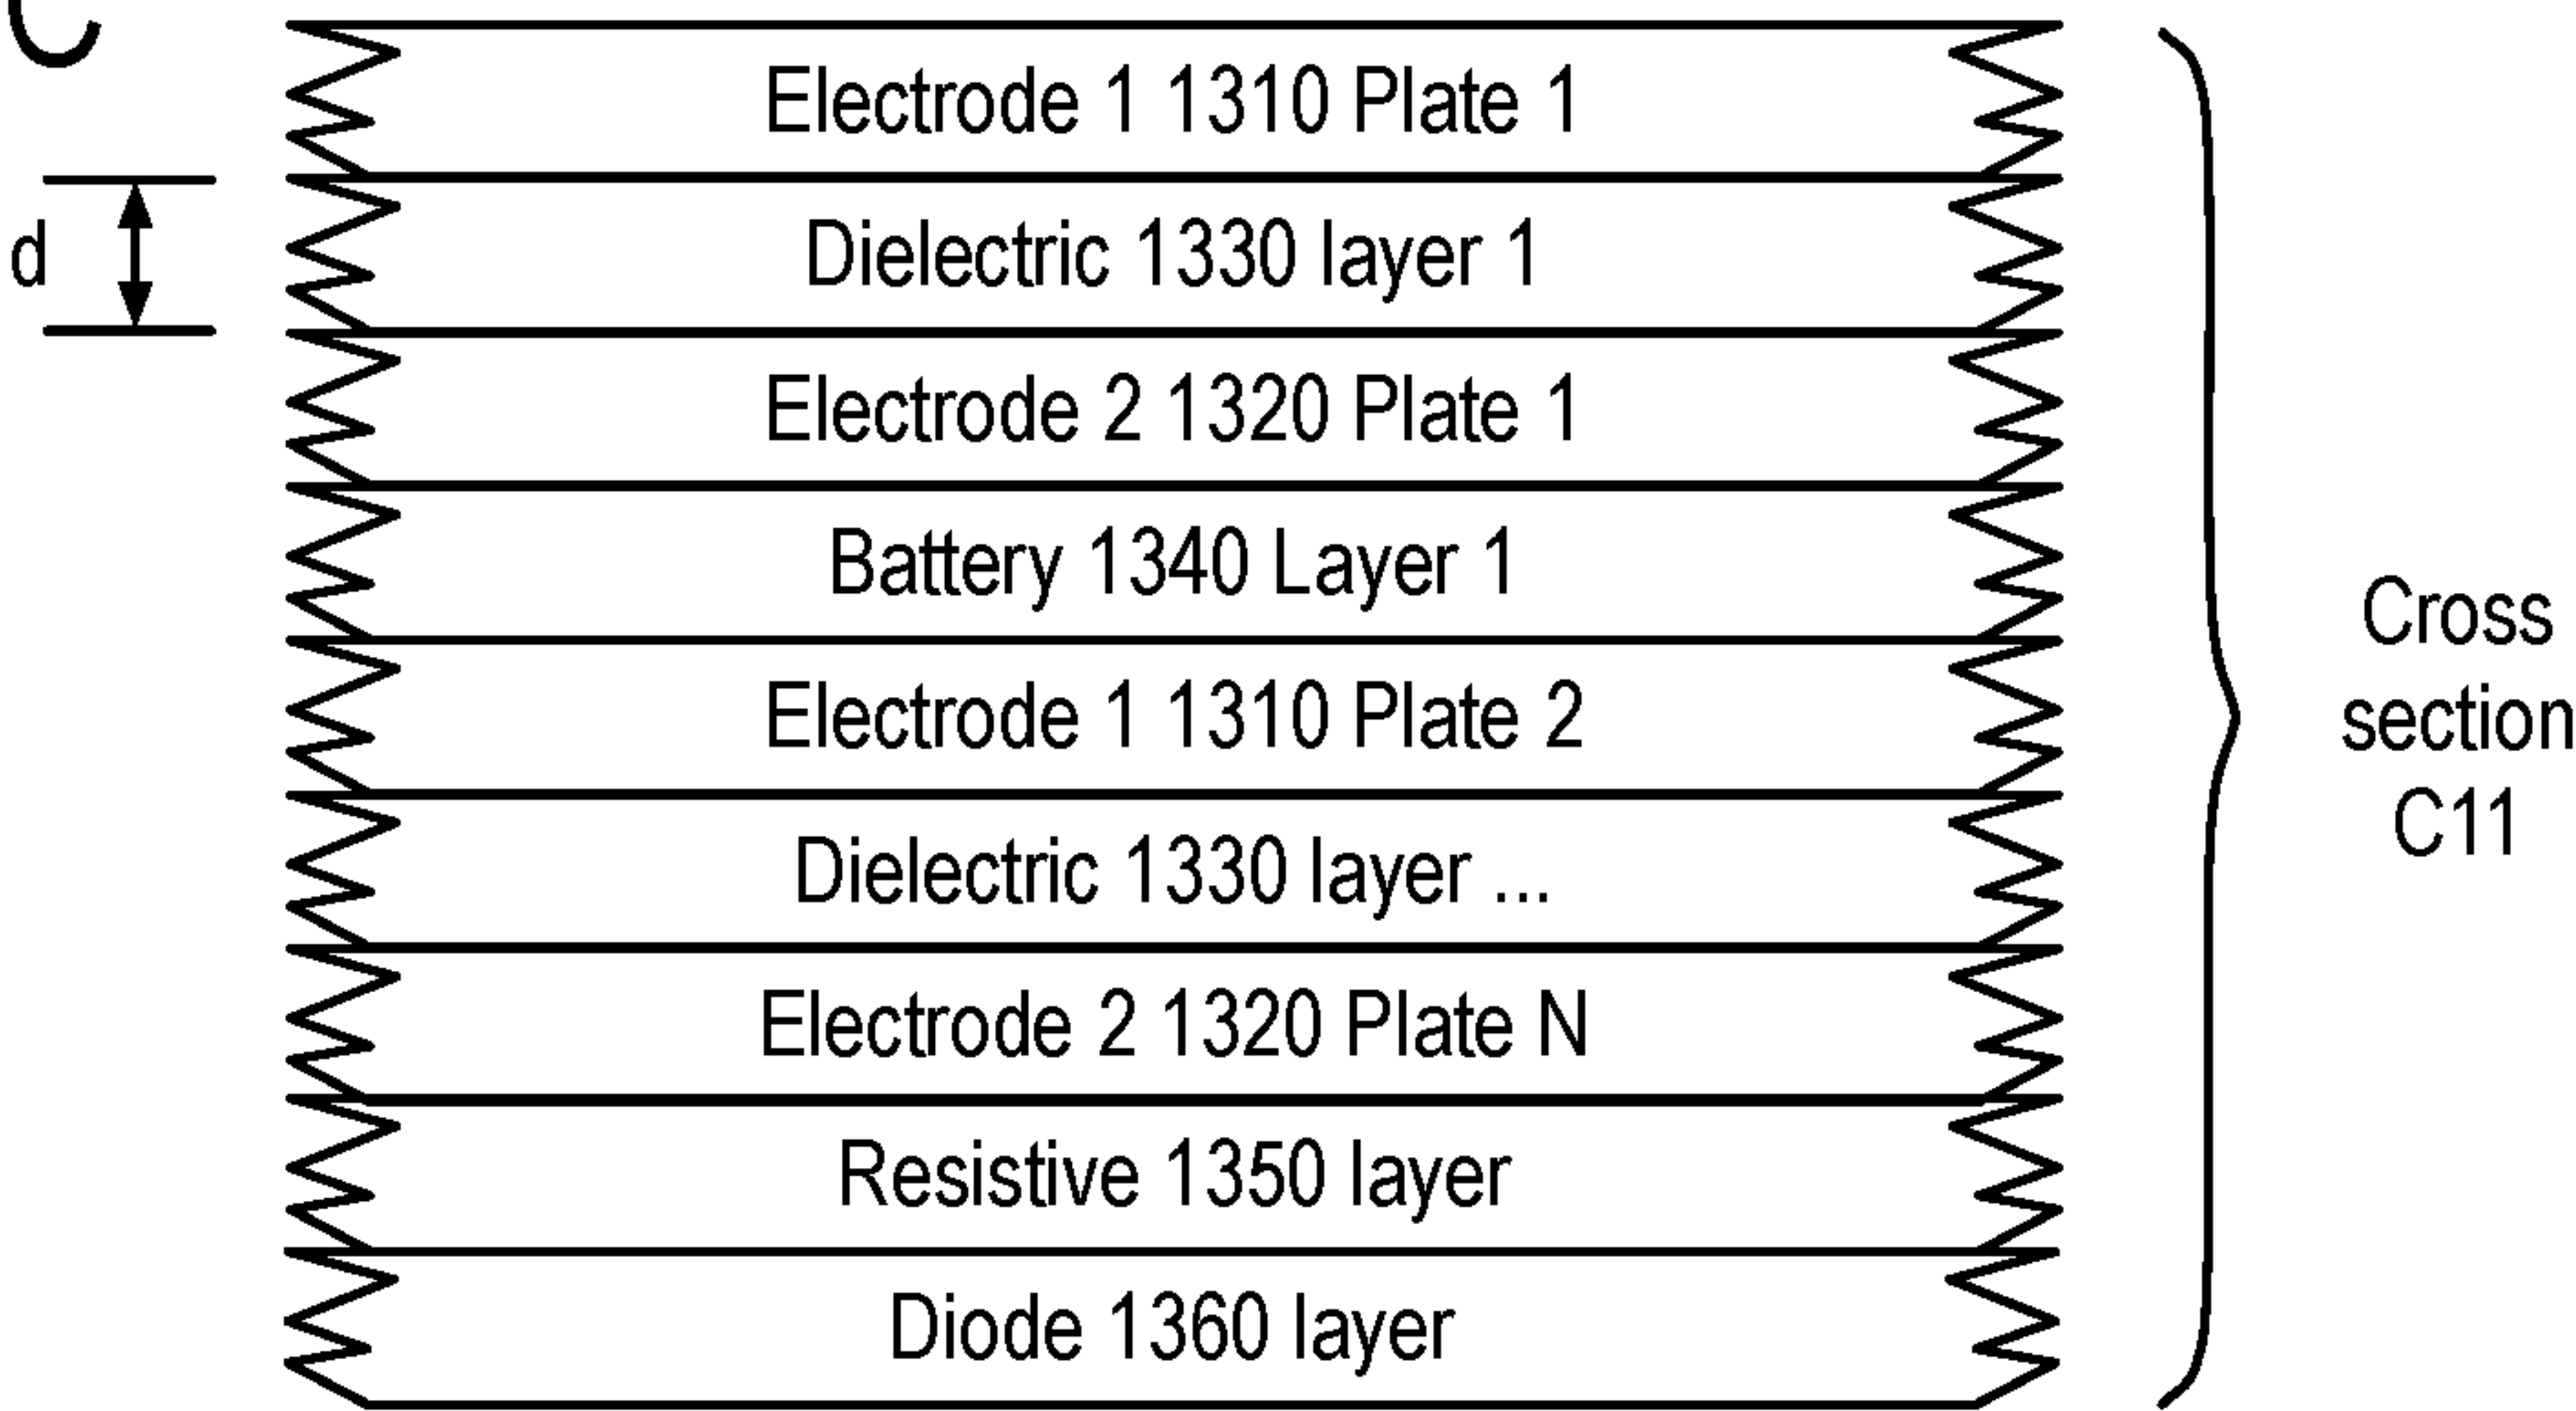 Electrode 1 1310 Plate 1
d
Dielectric 1330 layer 1
Electrode 2 1320 Plate 1
Battery 1340 Layer 1
Electrode 1 1310 Plate 2
Dielectric 1330 layer ...
Electrode 2 1320 Plate N
Resistive 1350 layer
Diode 1360 layer
Cross
section
C11